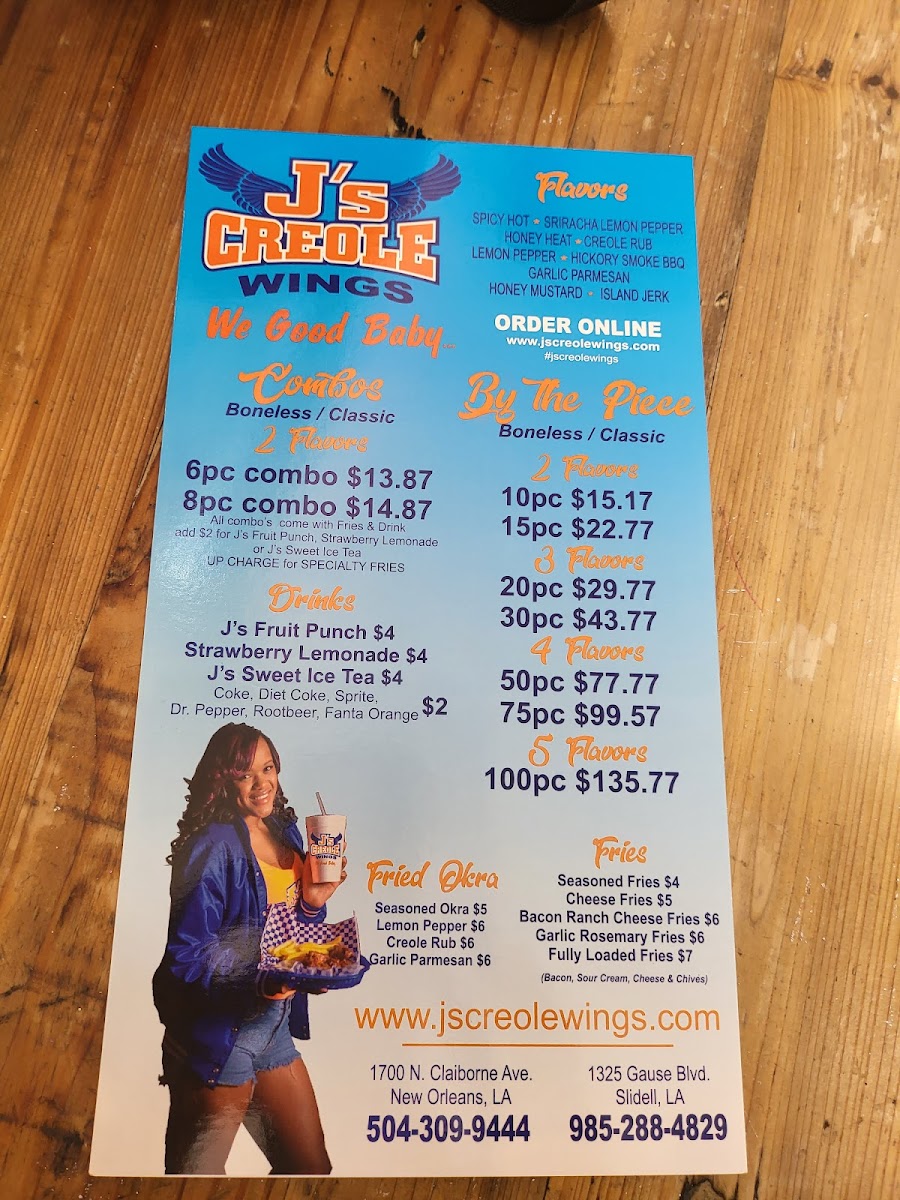 J's
CREOLE
WINGS
We Good Baby...
Flavors
SPICY HOT ★ SRIRACHA LEMON PEPPER
HONEY HEAT ★ CREOLE RUB
LEMON PEPPER ★ HICKORY SMOKE BBQ
GARLIC PARMESAN
HONEY MUSTARD ★ ISLAND JERK
ORDER ONLINE
www.jscreolewings.com
#jscreolewings
Combos
Boneless / Classic
2 Flavors
6pc combo $13.87
8pc combo $14.87
All combo's come with Fries & Drink
add $2 for J's Fruit Punch, Strawberry Lemonade
or J's Sweet Ice Tea
UP CHARGE for SPECIALTY FRIES
Drinks
J's Fruit Punch $4
Strawberry Lemonade $4
J's Sweet Ice Tea $4
Coke, Diet Coke, Sprite,
Dr. Pepper, Rootbeer, Fanta Orange $2
By The Piece
Boneless / Classic
2 Flavors
10pc $15.17
15pc $22.77
3 Flavors
20pc $29.77
30pc $43.77
4 Flavors
50pc $77.77
75pc $99.57
5 Flavors
100pc $135.77
J's
CREOLE
WINGS
Fried Okra
Seasoned Okra $5
Lemon Pepper $6
Creole Rub $6
Garlic Parmesan $6
Fries
Seasoned Fries $4
Cheese Fries $5
Bacon Ranch Cheese Fries $6
Garlic Rosemary Fries $6
Fully Loaded Fries $7
(Bacon, Sour Cream, Cheese & Chives)
www.jscreolewings.com
1700 N. Claiborne Ave.
New Orleans, LA
504-309-9444
1325 Gause Blvd.
Slidell, LA
985-288-4829